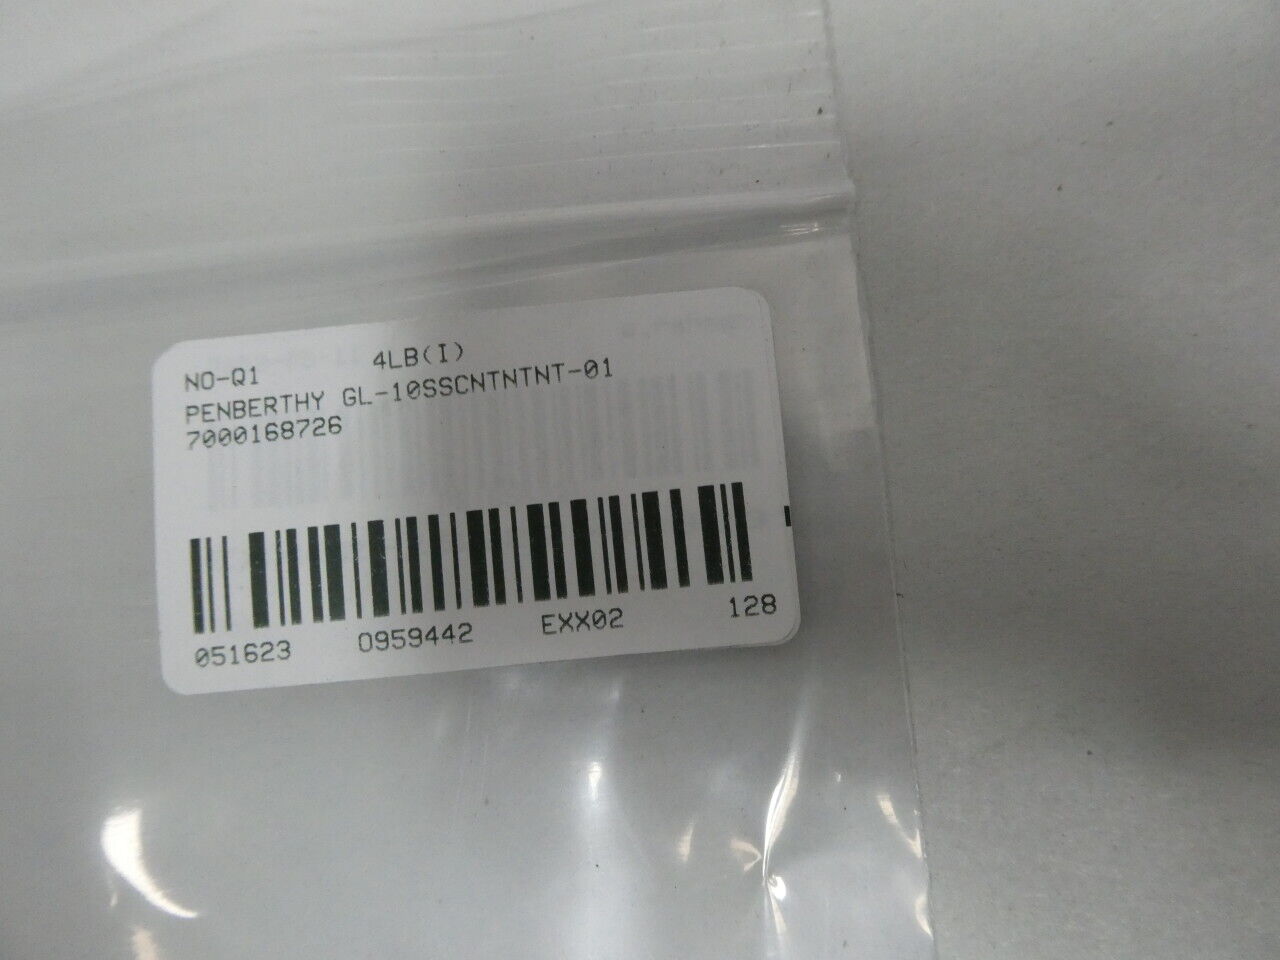 NO-Q1 4LB(I)
PENBERTHY GL-10SSCNTNTNT-01
7000168726
051623 0959442 EXX02 128